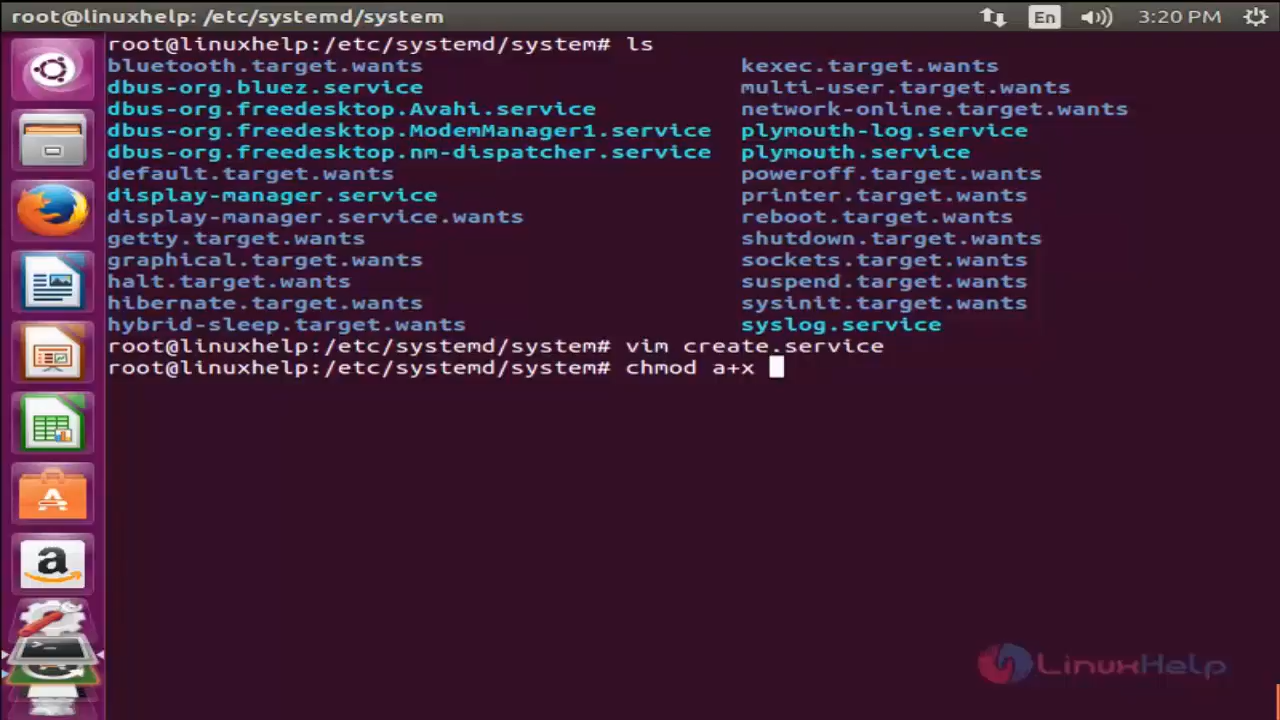 root@linuxhelp: /etc/systemd/system En 3:20 PM
root@linuxhelp:/etc/systemd/system# ls
bluetooth.target.wants kexec.target.wants
dbus-org.bluez.service multi-user.target.wants
dbus-org.freedesktop.Avahi.service network-online.target.wants
dbus-org.freedesktop.ModemManager1.service plymouth-log.service
dbus-org.freedesktop.nm-dispatcher.service plymouth.service
default.target.wants poweroff.target.wants
display-manager.service printer.target.wants
display-manager.service.wants reboot.target.wants
getty.target.wants shutdown.target.wants
graphical.target.wants sockets.target.wants
halt.target.wants suspend.target.wants
hibernate.target.wants sysinit.target.wants
hybrid-sleep.target.wants syslog.service
root@linuxhelp:/etc/systemd/system# vim create.service
root@linuxhelp:/etc/systemd/system# chmod a+x
LinuxHelp